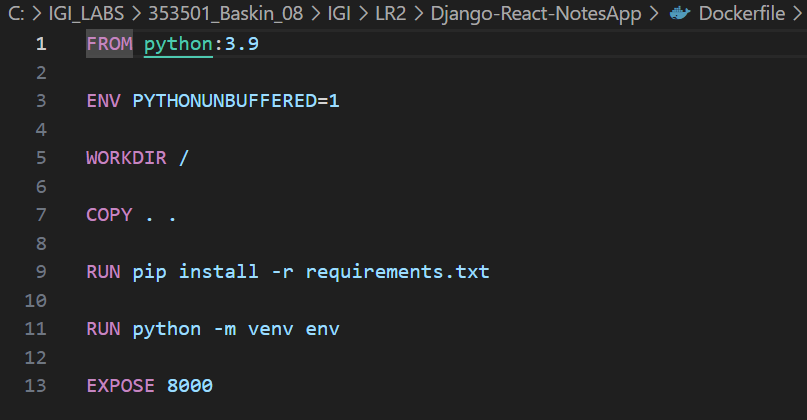 C: > IGI_LABS > 353501_Baskin_08 > IGI > LR2 > Django-React-NotesApp > Dockerfile >
1 FROM python:3.9
2
3 ENV PYTHONUNBUFFERED=1
4
5 WORKDIR /
6
7 COPY . .
8
9 RUN pip install -r requirements.txt
10
11 RUN python -m venv env
12
13 EXPOSE 8000